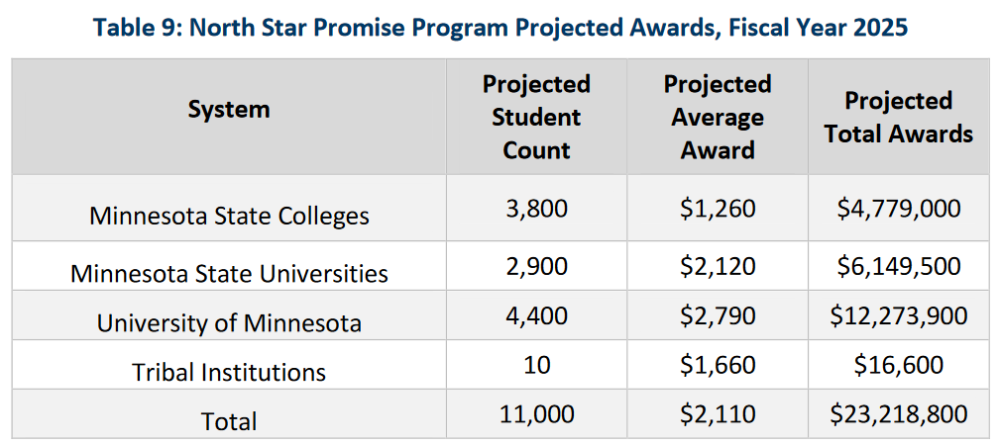 Table 9: North Star Promise Program Projected Awards, Fiscal Year 2025
System
Projected
Student
Count
Projected
Average
Award
Projected
Total Awards
Minnesota State Colleges 3,800 $1,260 $4,779,000
Minnesota State Universities 2,900 $2,120 $6,149,500
University of Minnesota 4,400 $2,790 $12,273,900
Tribal Institutions 10 $1,660 $16,600
Total 11,000 $2,110 $23,218,800